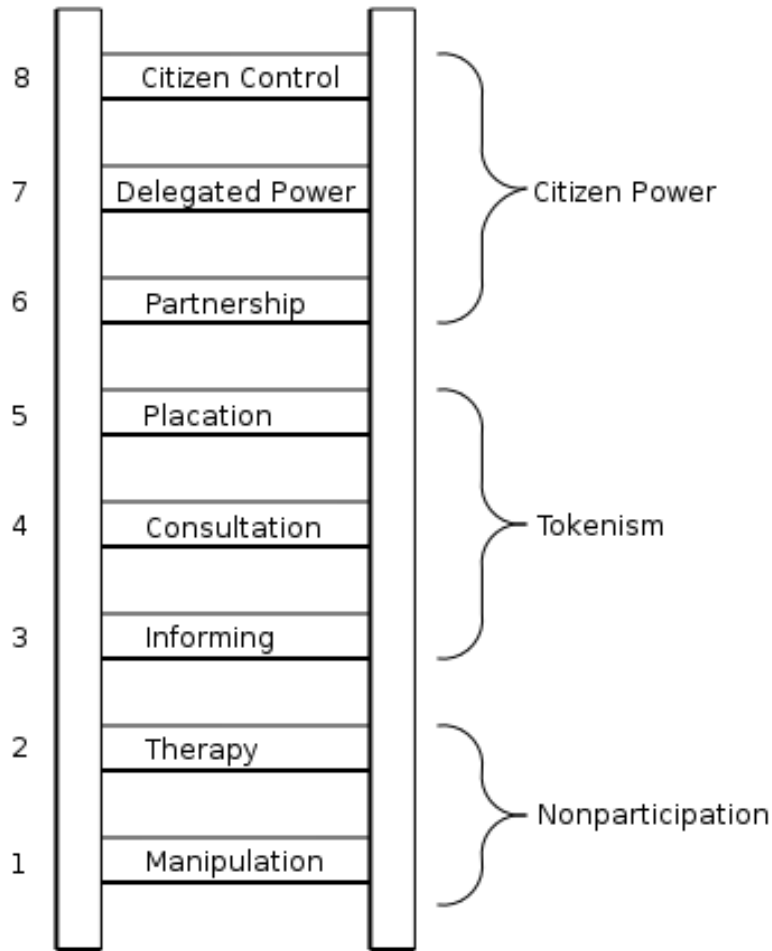 8 Citizen Control
7 Delegated Power
Citizen Power
6 Partnership
5 Placation
4 Consultation
Tokenism
3 Informing
2 Therapy
Nonparticipation
1 Manipulation